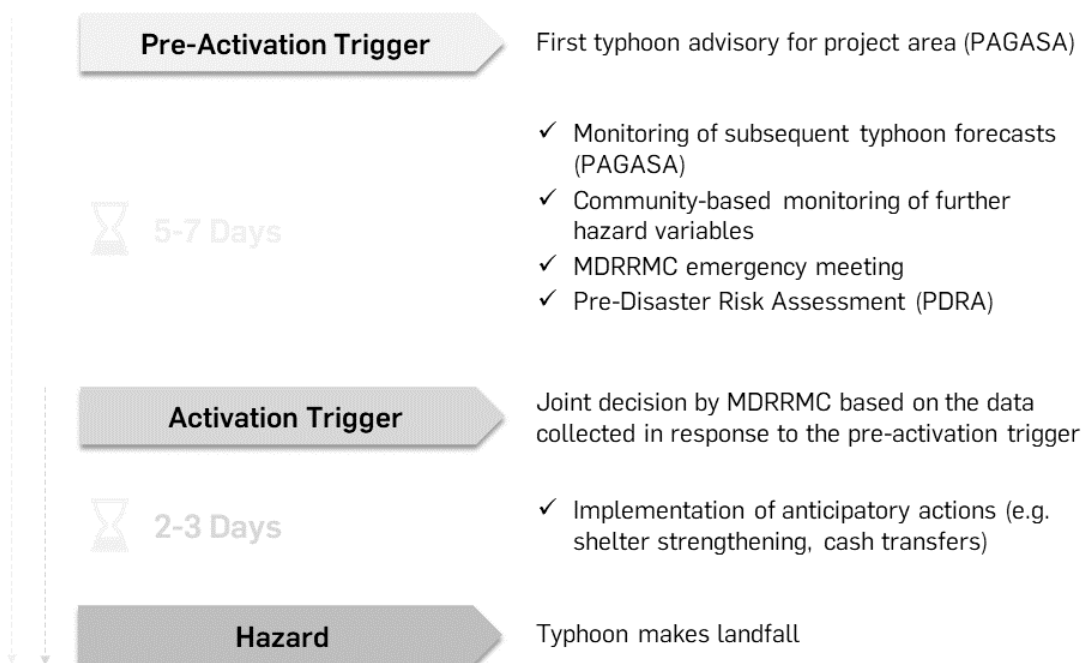 Pre-Activation Trigger
First typhoon advisory for project area (PAGASA)
✓ Monitoring of subsequent typhoon forecasts
(PAGASA)
✓ Community-based monitoring of further
hazard variables
5-7 Days
✓ MDRRMC emergency meeting
✓ Pre-Disaster Risk Assessment (PDRA)
Activation Trigger
Joint decision by MDRRMC based on the data
collected in response to the pre-activation trigger
2-3 Days
✓ Implementation of anticipatory actions (e.g.
shelter strengthening, cash transfers)
Hazard
Typhoon makes landfall